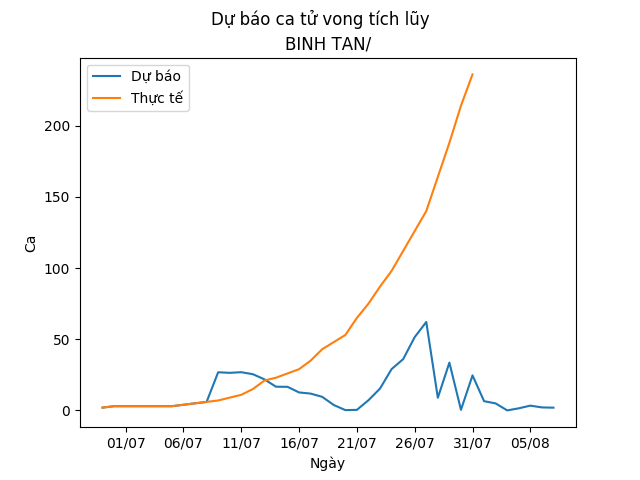 Dự báo ca tử vong tích lũy
BINH TAN/
Dự báo
Thực tế
200
150
100
50
0
Ca
01/07 06/07 11/07 16/07 21/07 26/07 31/07 05/08
Ngày